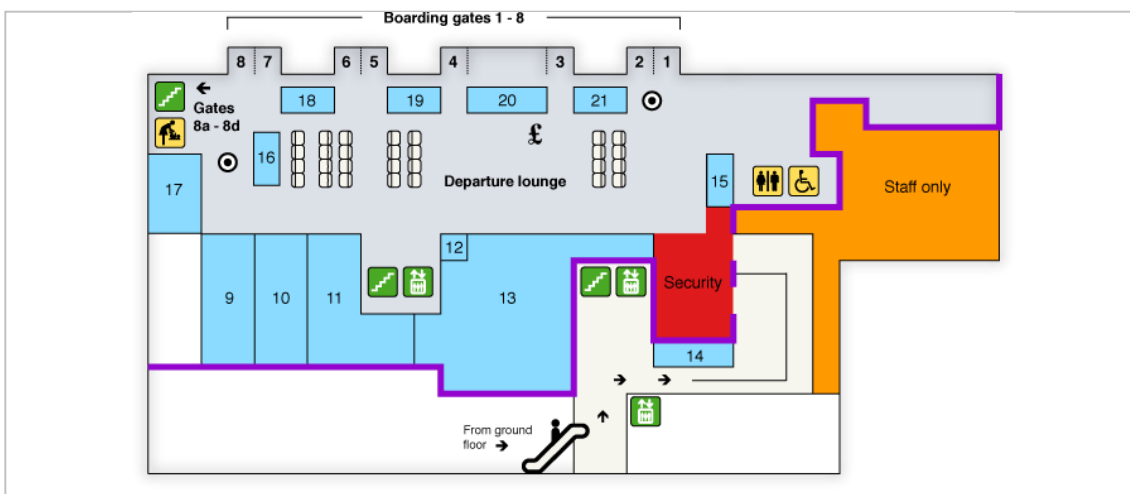 Boarding gates 1 - 8
8 7 6 5 4 3 2 1
←
Gates
8a - 8d
18 19 20 21
£
16
17
Departure lounge
15
Staff only
12
9 10 11 13
Security
14
→ →
↑
From ground
floor →